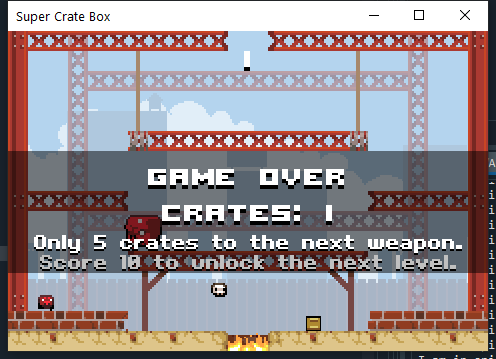 Super Crate Box
GAME OVER
CRATES: 1
Only 5 crates to the next weapon.
Score 10 to unlock the next level.